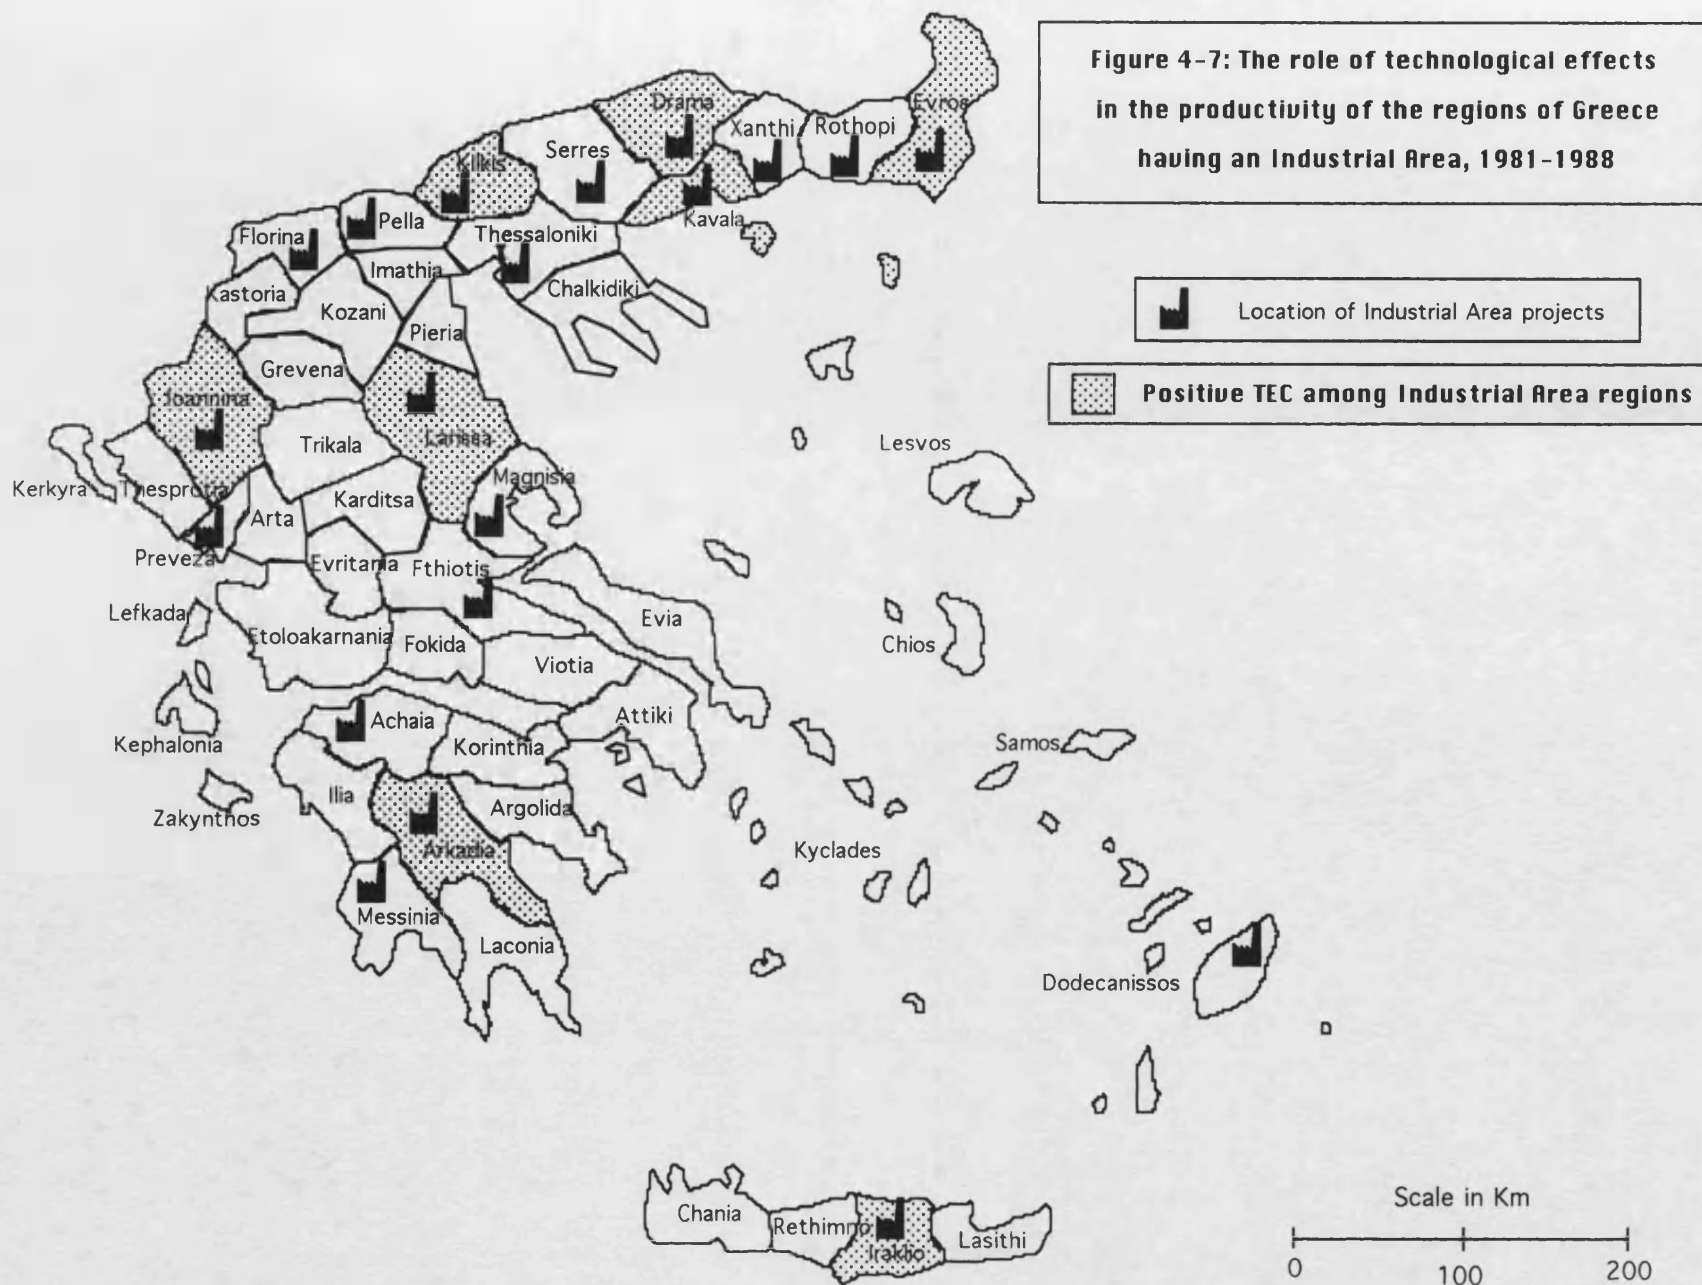 Figure 4-7: The role of technological effects
in the productivity of the regions of Greece
having an Industrial Area, 1981-1988
Location of Industrial Area projects
Positive TEC among Industrial Area regions
Drama
Evros
Xanthi
Rothopi
Serres
Kilkis
Kavala
Pella
Florina
Thessaloniki
Imathia
Kastoria
Chalkidiki
Kozani
Pieria
Grevena
Joannina
Larissa
Trikala
Lesvos
Magnisia
Kerkyra
Thesprotia
Karditsa
Arta
Preveza
Evritania
Fthiotis
Lefkada
Etoloakarnania
Fokida
Evia
Chios
Viotia
Achaia
Attiki
Kephalonia
Korinthia
Samos
Ilia
Argolida
Zakynthos
Arkadia
Kyclades
Messinia
Laconia
Dodecanissos
Chania
Rethimno
Iraklio
Lasithi
Scale in Km
0 100 200